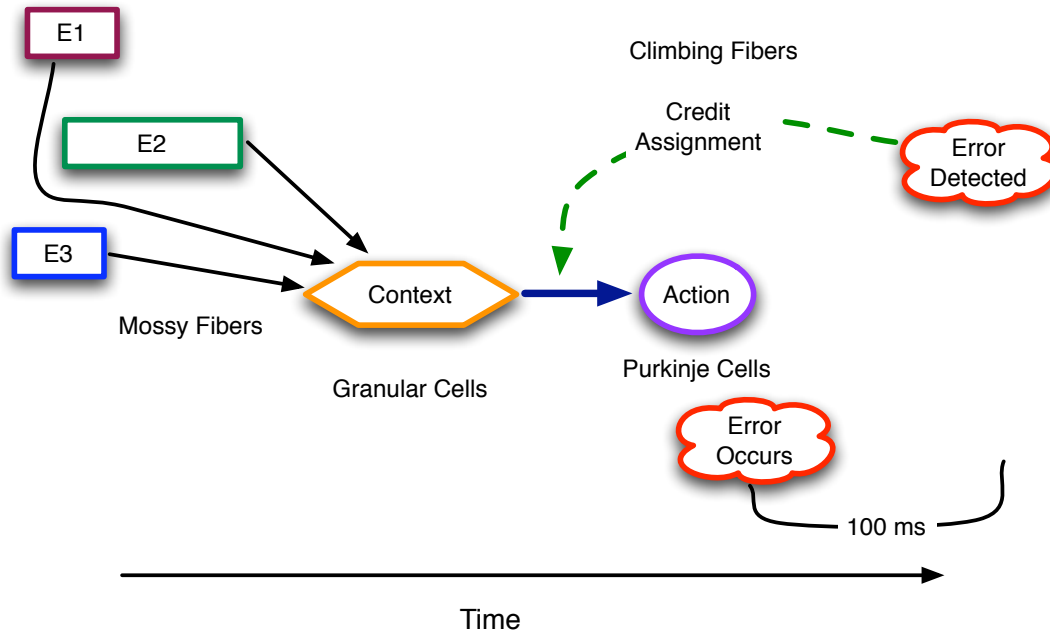 E1
Climbing Fibers
E2
Credit
Assignment
Error
Detected
E3
Context
Action
Mossy Fibers
Granular Cells
Purkinje Cells
Error
Occurs
100 ms
Time